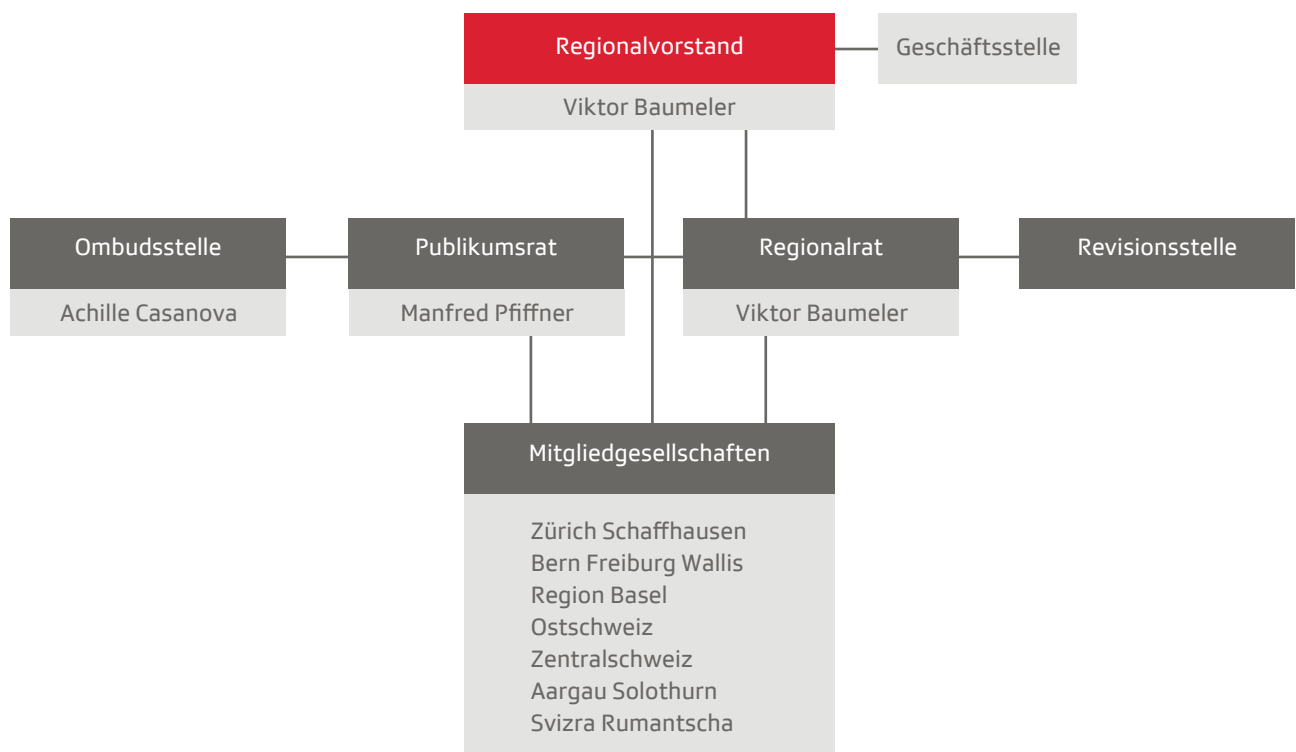 Regionalvorstand
Geschäftsstelle
Viktor Baumeler
Ombudsstelle
Publikumsrat
Regionalrat
Revisionsstelle
Achille Casanova
Manfred Pfiffner
Viktor Baumeler
Mitgliedgesellschaften
Zürich Schaffhausen
Bern Freiburg Wallis
Region Basel
Ostschweiz
Zentralschweiz
Aargau Solothurn
Svizra Rumantscha